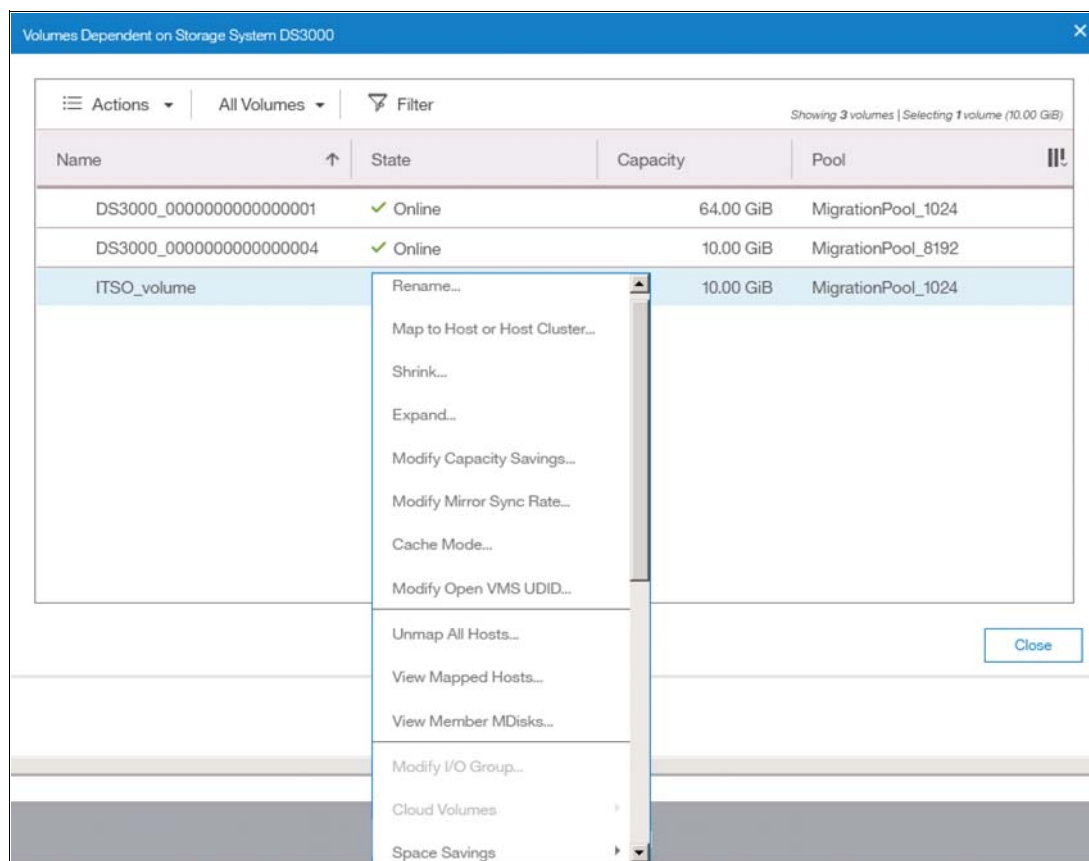 Volumes Dependent on Storage System DS3000
Actions All Volumes Filter
Showing 3 volumes | Selecting 1 volume (10.00 GiB)
Name State Capacity Pool
DS3000_0000000000000001 Online 64.00 GiB MigrationPool_1024
DS3000_0000000000000004 Online 10.00 GiB MigrationPool_8192
ITSO_volume 10.00 GiB MigrationPool_1024
Rename...
Map to Host or Host Cluster...
Shrink...
Expand...
Modify Capacity Savings...
Modify Mirror Sync Rate...
Cache Mode...
Modify Open VMS UDID...
Unmap All Hosts...
Close
View Mapped Hosts...
View Member MDisks...
Modify I/O Group...
Cloud Volumes
Space Savings